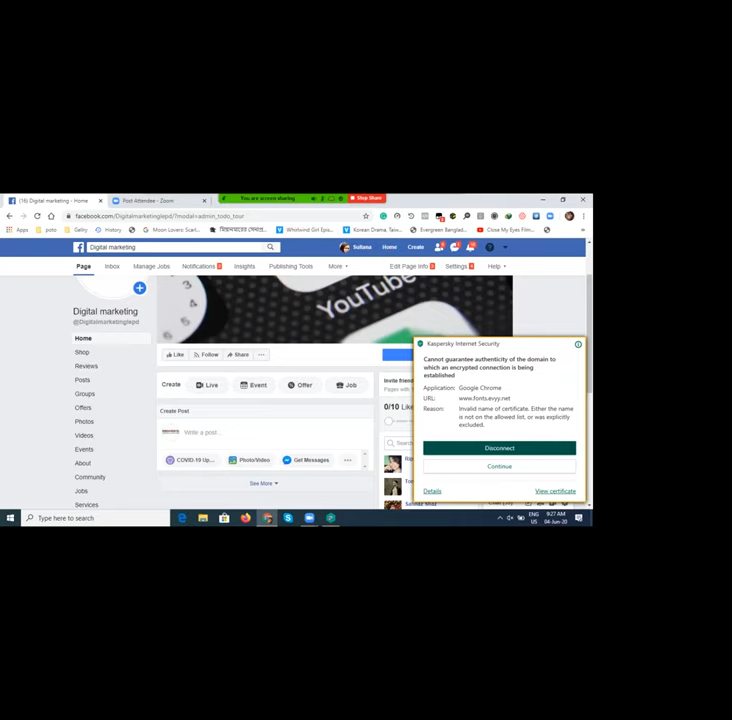 (16) Digital marketing - Home
Post Attendee - Zoom
You are screen sharing
Stop Share
facebook.com/Digitalmarketinglepd/?modal=admin_todo_tour
Apps
poto
Gallry
History
Moon Lovers: Scarl...
Whirlwind Girl Epis...
Korean Drama, Taiw...
Evergreen Banglad...
Close My Eyes Film...
Digital marketing
Sultana
Home
Create
Page
Inbox
Manage Jobs
Notifications
Insights
Publishing Tools
More
Edit Page Info
Settings
Help
YouTube
Digital marketing
@Digitalmarketinglepd
Home
Shop
Reviews
Posts
Groups
Offers
Photos
Videos
Events
About
Community
Jobs
Services
Like
Follow
Share
Create
Live
Event
Offer
Job
Create Post
Write a post...
COVID-19 Up...
Photo/Video
Get Messages
See More
Invite friend
Pages with
0/10 Like
Search
Kaspersky Internet Security
Cannot guarantee authenticity of the domain to
which an encrypted connection is being
established
Application: Google Chrome
URL: www.fonts.evyy.net
Reason: Invalid name of certificate. Either the name
is not on the allowed list, or was explicitly
excluded.
Disconnect
Continue
Details
View certificate
Type here to search
ENG
US
9:27 AM
04-Jun-20